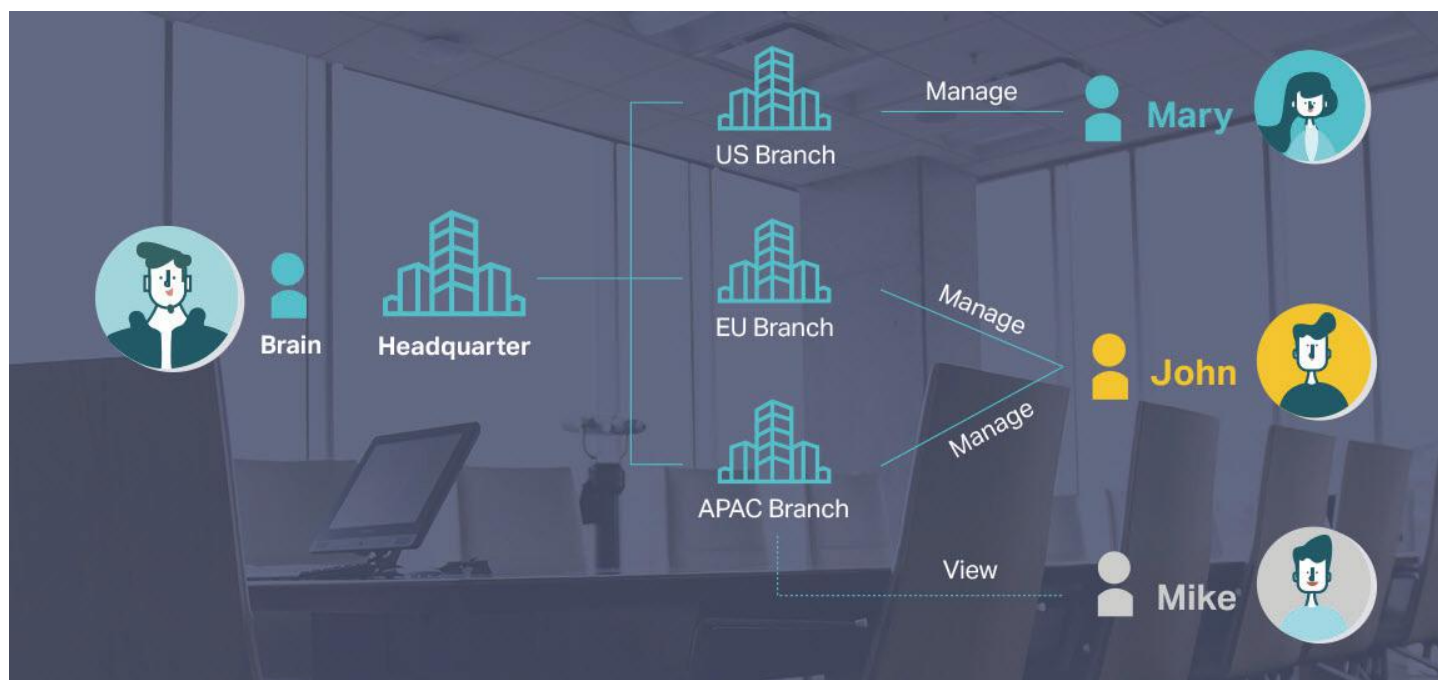 Manage
Mary
US Branch
Manage
EU Branch
Brain
Headquarter
John
Manage
APAC Branch
View
Mike